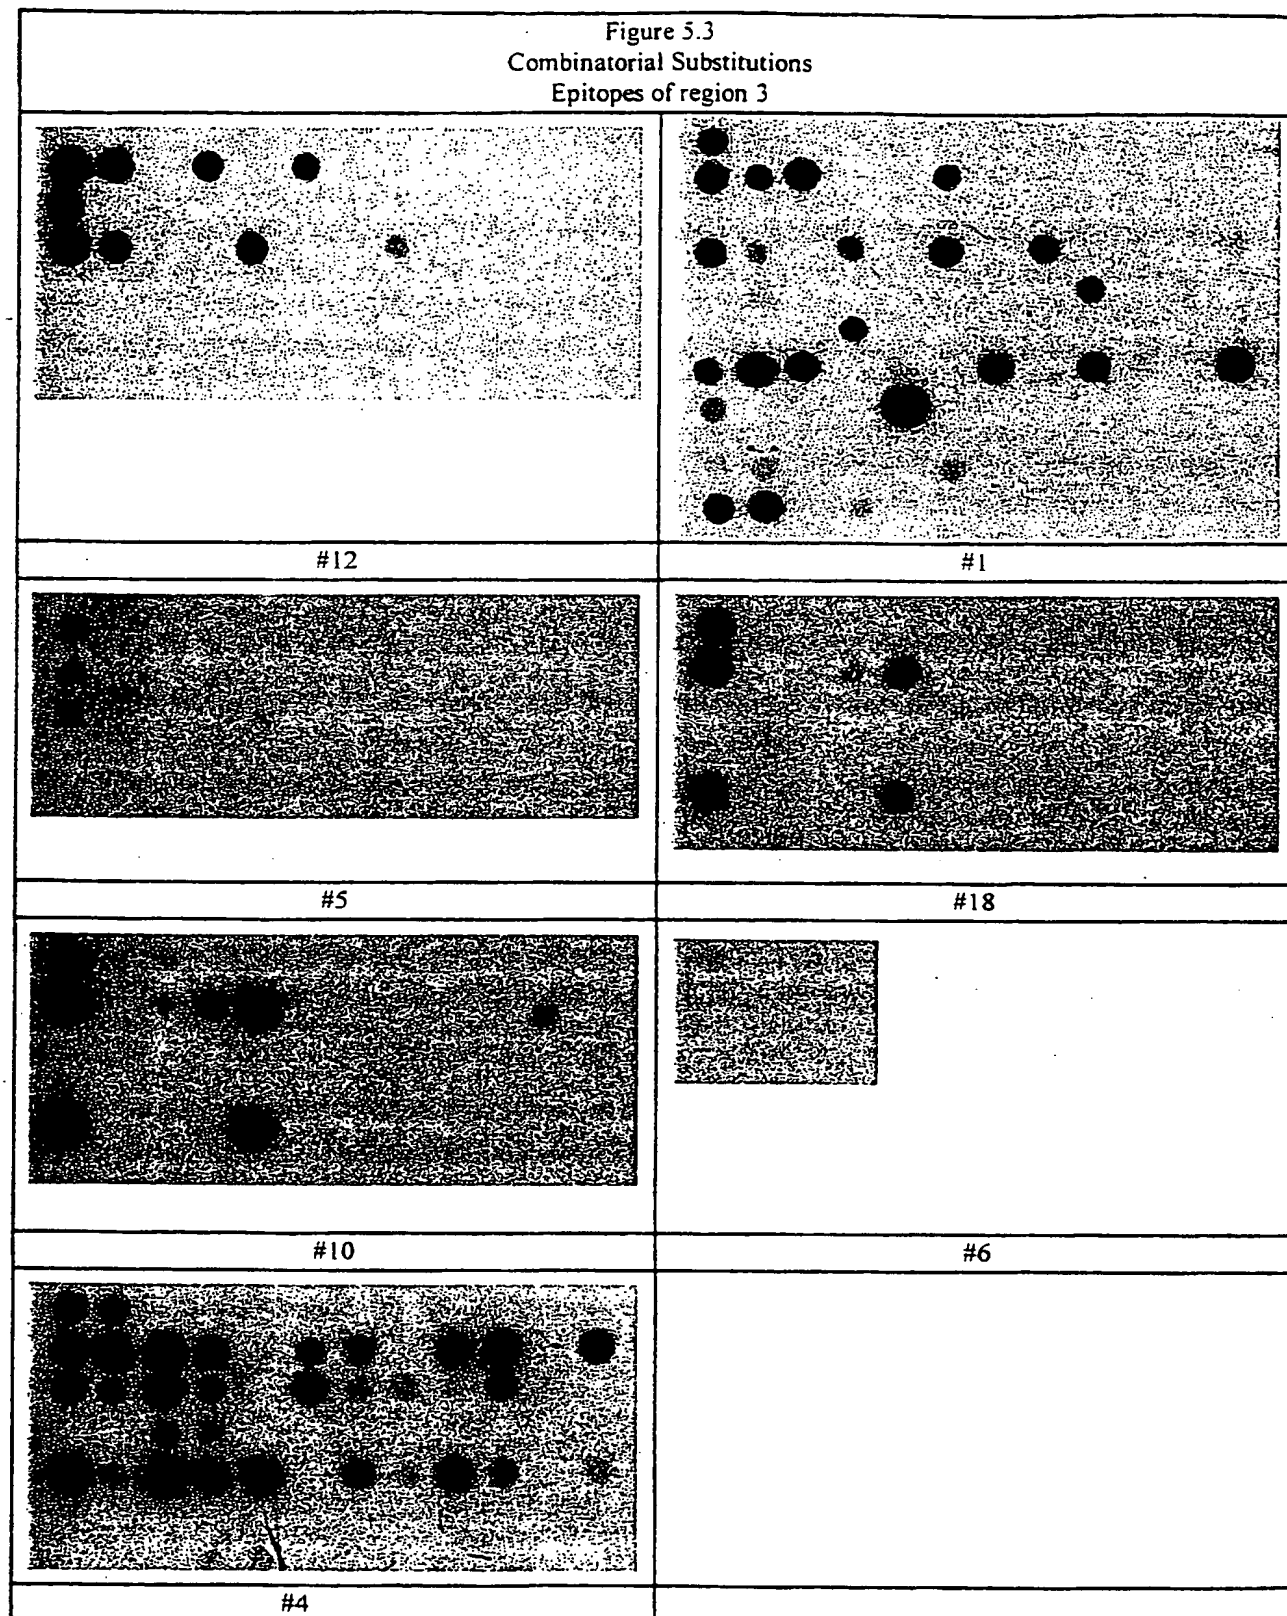 Figure 5.3
Combinatorial Substitutions
Epitopes of region 3
#12
#1
#5
#18
#10
#6
#4